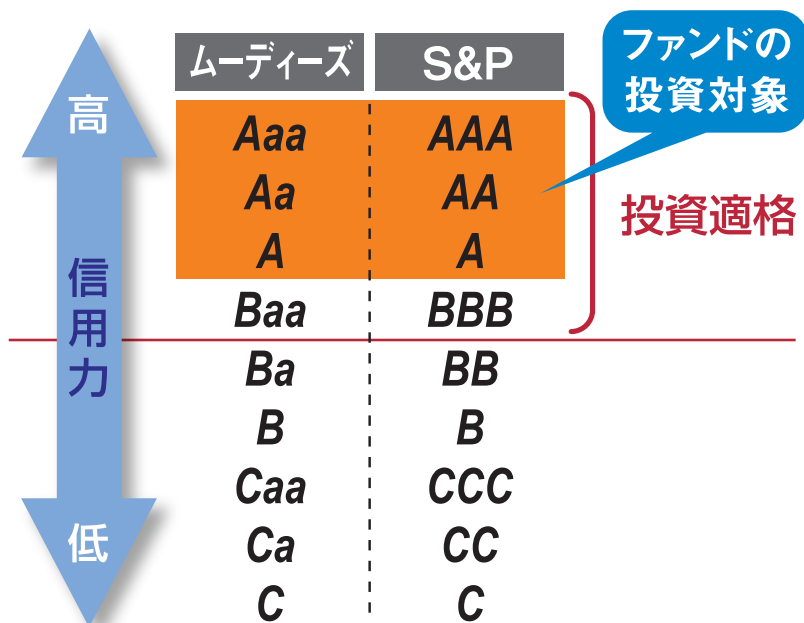 ムーディーズ S&P
ファンドの
投資対象
高
信用力
低
Aaa AAA
Aa AA
A A
Baa BBB
投資適格
Ba BB
B B
Caa CCC
Ca CC
C C